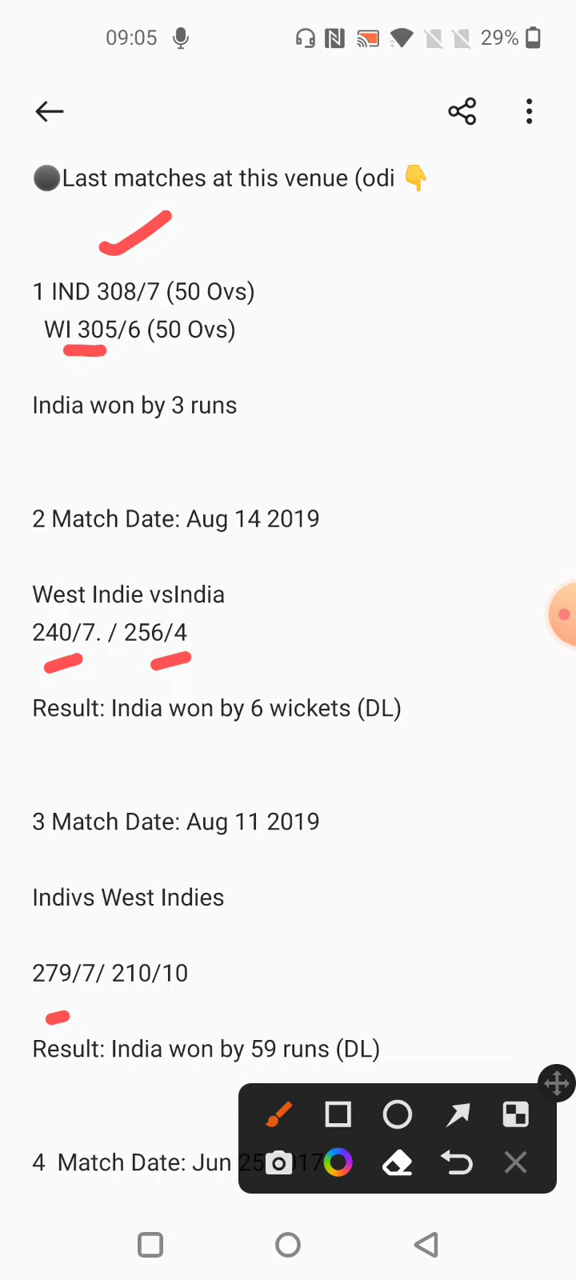 09:05
29%
Last matches at this venue (odi 👇
1 IND 308/7 (50 Ovs)
WI 305/6 (50 Ovs)
India won by 3 runs
2 Match Date: Aug 14 2019
West Indie vsIndia
240/7. / 256/4
Result: India won by 6 wickets (DL)
3 Match Date: Aug 11 2019
Indivs West Indies
279/7/ 210/10
Result: India won by 59 runs (DL)
4 Match Date: Jun 25